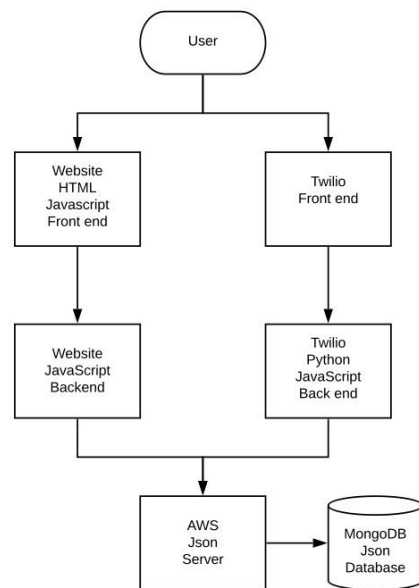 User
Website
HTML
Javascript
Front end
Twilio
Front end
Website
JavaScript
Backend
Twilio
Python
JavaScript
Back end
AWS
Json
Server
MongoDB
Json
Database